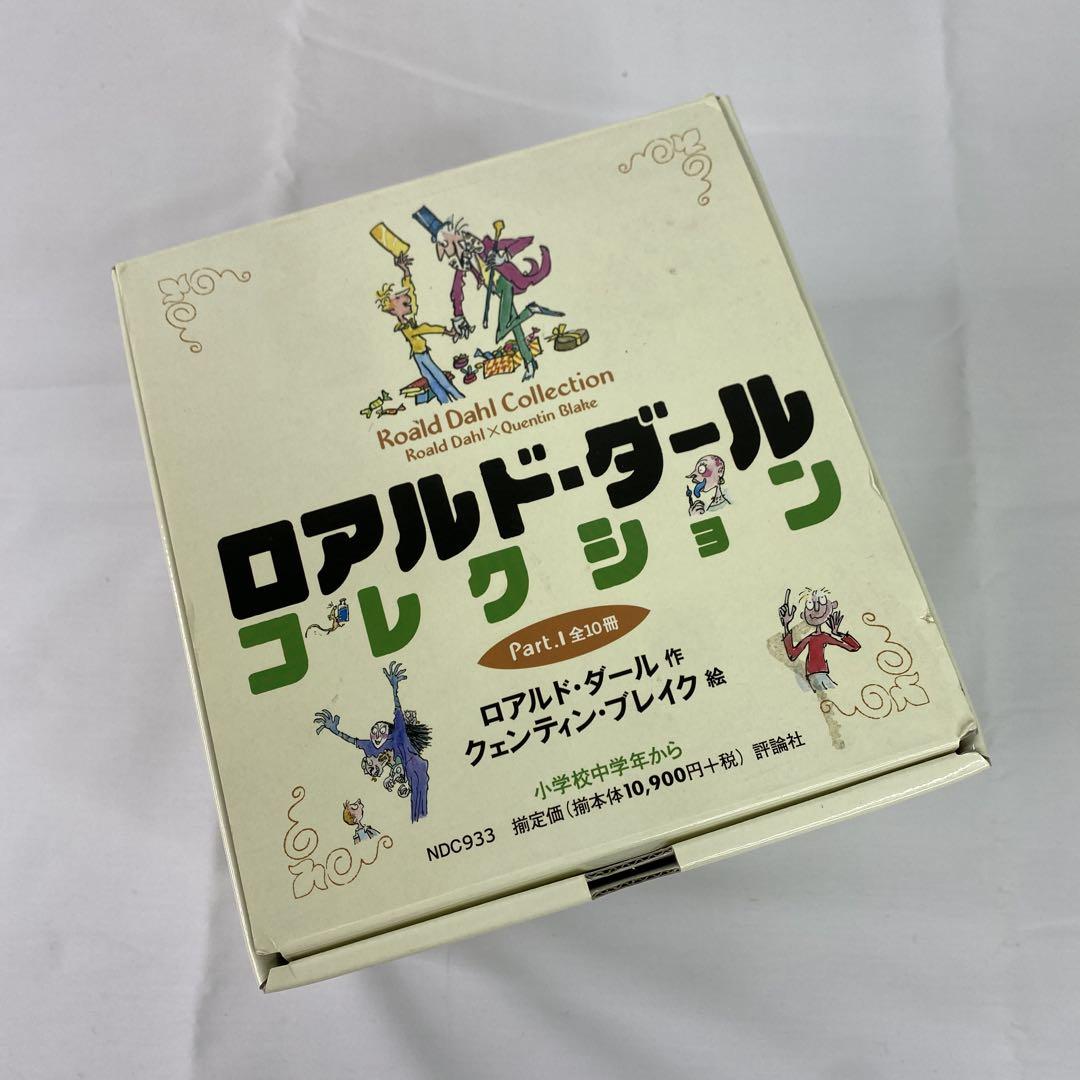 Roald Dahl Collection
Roald Dahl×Quentin Blake
ロアルド・ダール
コレクション
Part.1 全10冊
ロアルド・ダール 作
クェンティン・ブレイク 絵
小学校中学年から
NDC933 揃定価(揃本体10,900円+税) 評論社